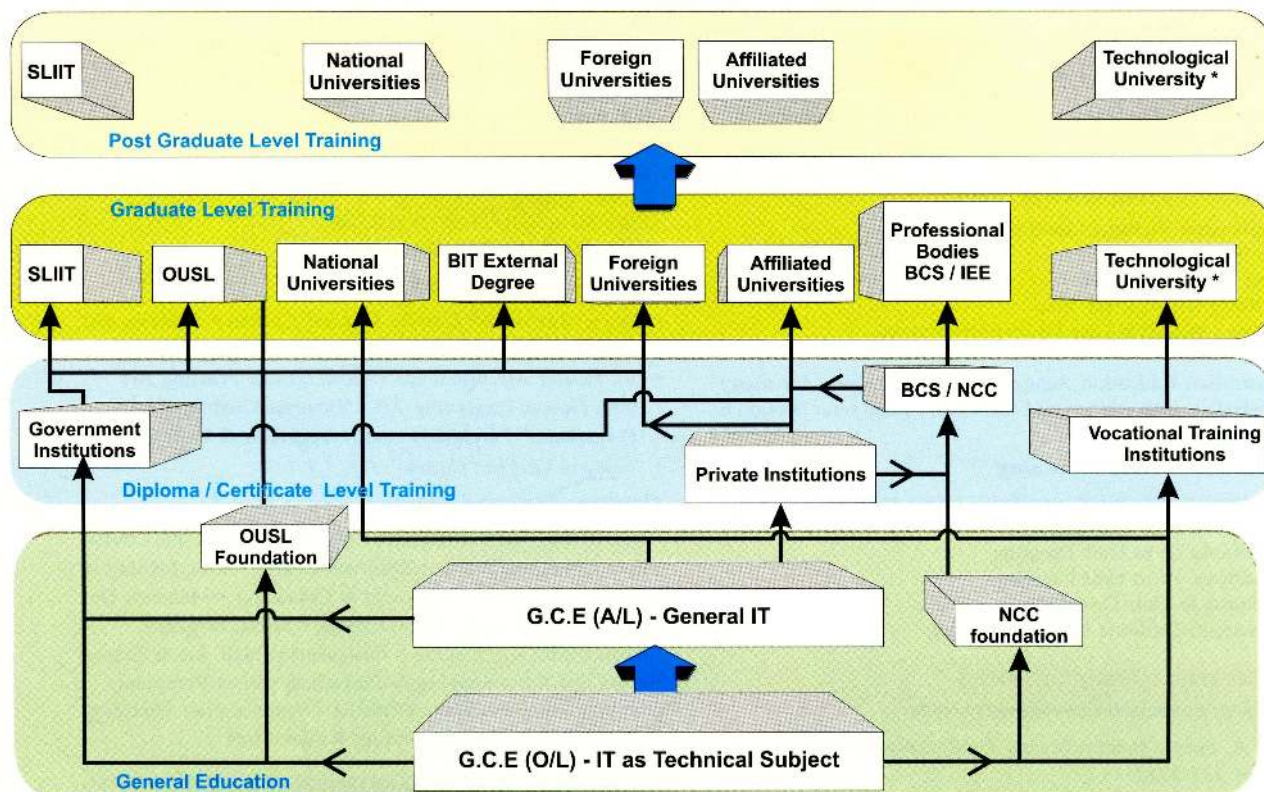 SLIIT
National
Universities
Foreign
Universities
Affiliated
Universities
Technological
University *
Post Graduate Level Training
Graduate Level Training
SLIIT
OUSL
National
Universities
BIT External
Degree
Foreign
Universities
Affiliated
Universities
Professional
Bodies
BCS / IEE
Technological
University *
BCS / NCC
Government
Institutions
Private Institutions
Vocational Training
Institutions
Diploma / Certificate Level Training
OUSL
Foundation
G.C.E (A/L) - General IT
NCC
foundation
G.C.E (O/L) - IT as Technical Subject
General Education